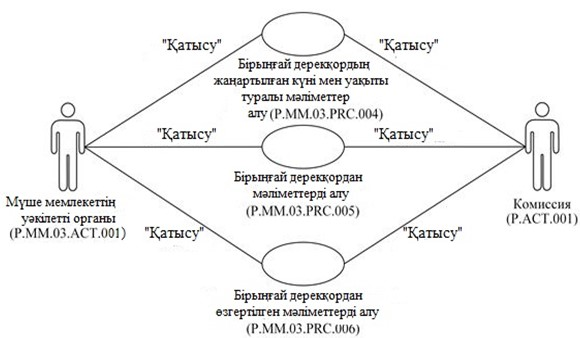 "Қатысу"
"Қатысу"
Бірыңғай дерекқордың
жаңартылған күні мен уақыты
туралы мәліметтер
алу (P.MM.03.PRC.004)
"Қатысу"
"Қатысу"
Бірыңғай дерекқордан
мәліметтерді алу
(P.MM.03.PRC.005)
Мүше мемлекеттің
уәкілетті органы
(P.MM.03.ACT.001)
Комиссия
(P.ACT.001)
"Қатысу"
"Қатысу"
Бірыңғай дерекқордан
өзгертілген мәліметтерді алу
(P.MM.03.PRC.006)